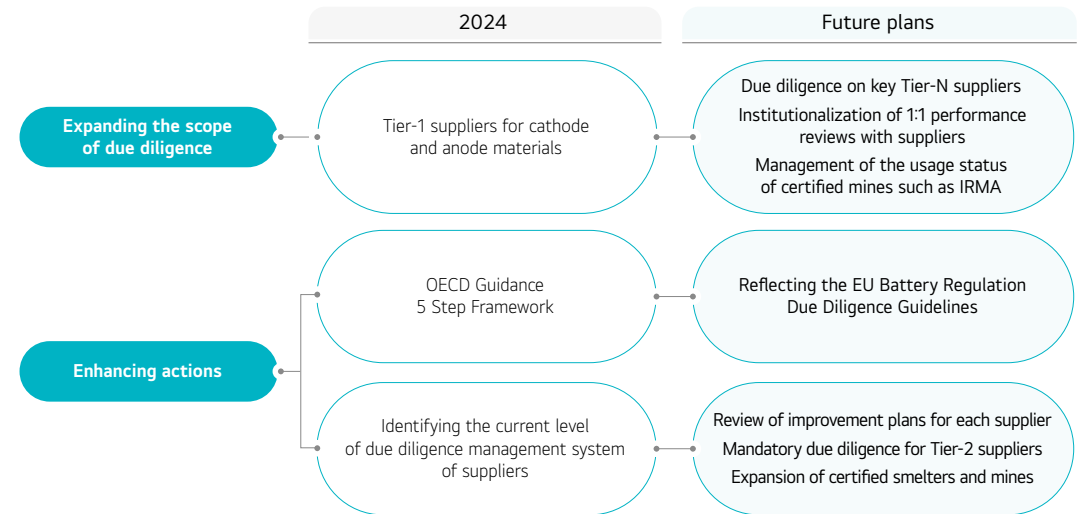 2024
Future plans
Expanding the scope
of due diligence
Tier-1 suppliers for cathode
and anode materials
Due diligence on key Tier-N suppliers
Institutionalization of 1:1 performance
reviews with suppliers
Management of the usage status
of certified mines such as IRMA
Enhancing actions
OECD Guidance
5 Step Framework
Reflecting the EU Battery Regulation
Due Diligence Guidelines
Identifying the current level
of due diligence management system
of suppliers
Review of improvement plans for each supplier
Mandatory due diligence for Tier-2 suppliers
Expansion of certified smelters and mines